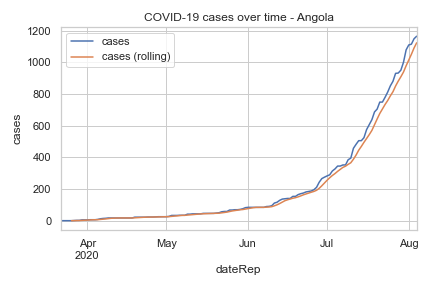 COVID-19 cases over time - Angola
cases
cases (rolling)
1200
1000
800
600
400
200
0
cases
Apr
2020
May
Jun
Jul
Aug
dateRep